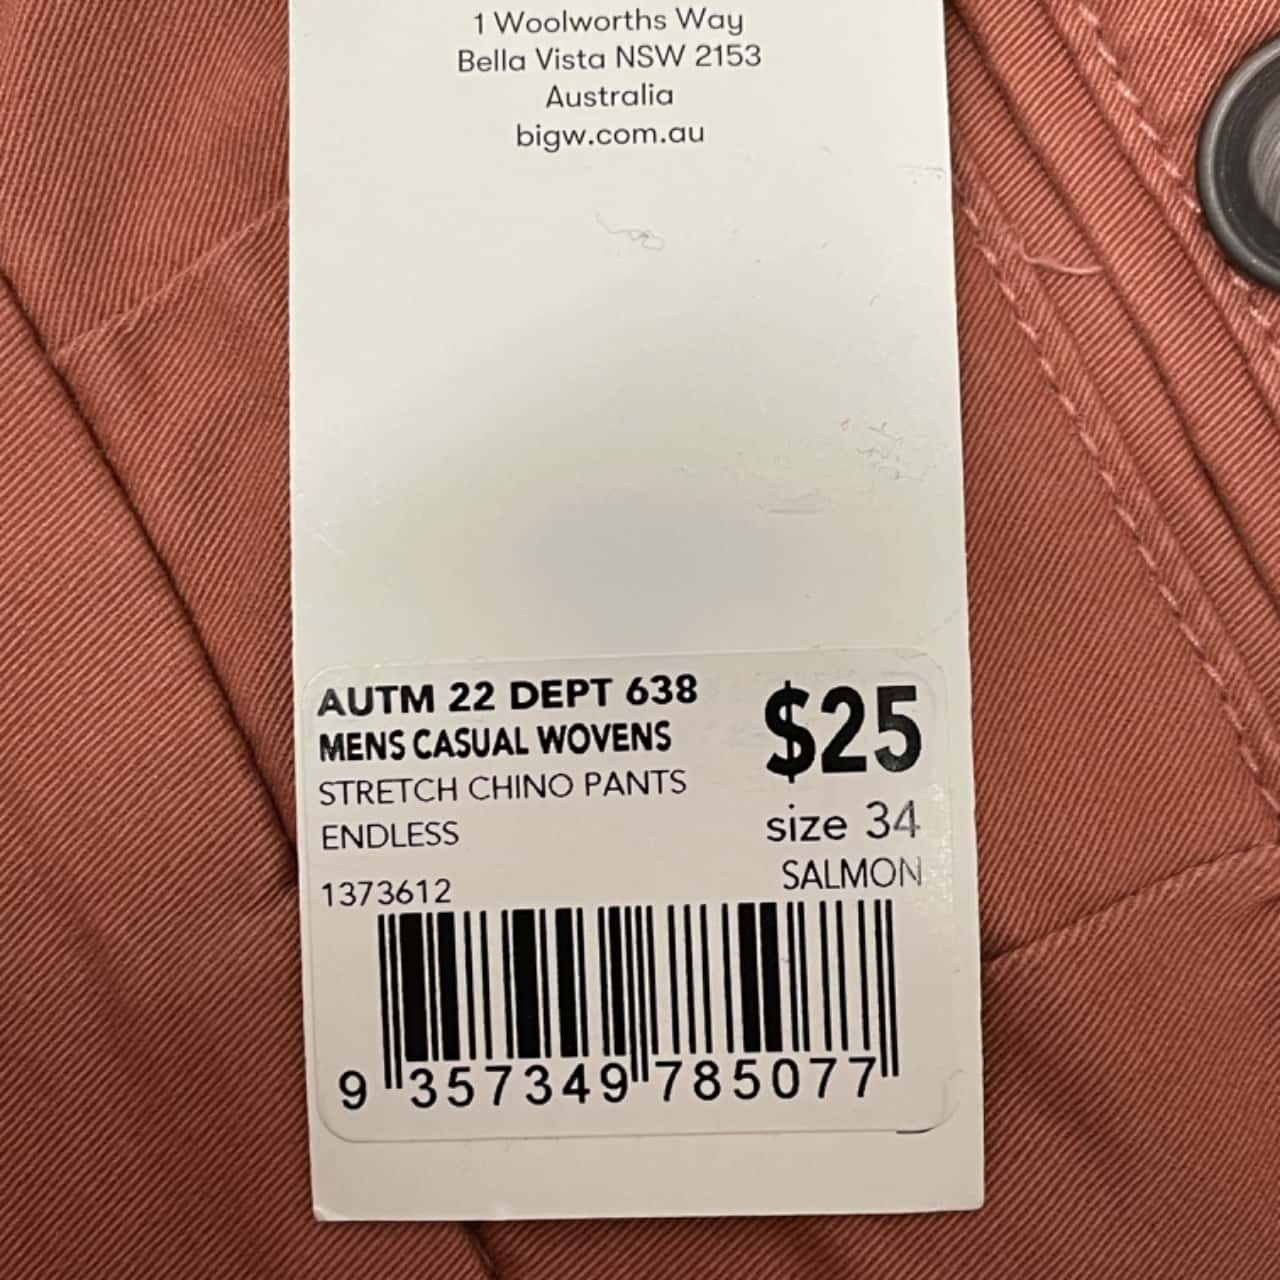 1 Woolworths Way
Bella Vista NSW 2153
Australia
bigw.com.au
AUTM 22 DEPT 638
MENS CASUAL WOVENS
STRETCH CHINO PANTS
ENDLESS
1373612
$25
size 34
SALMON
9 357349 785077